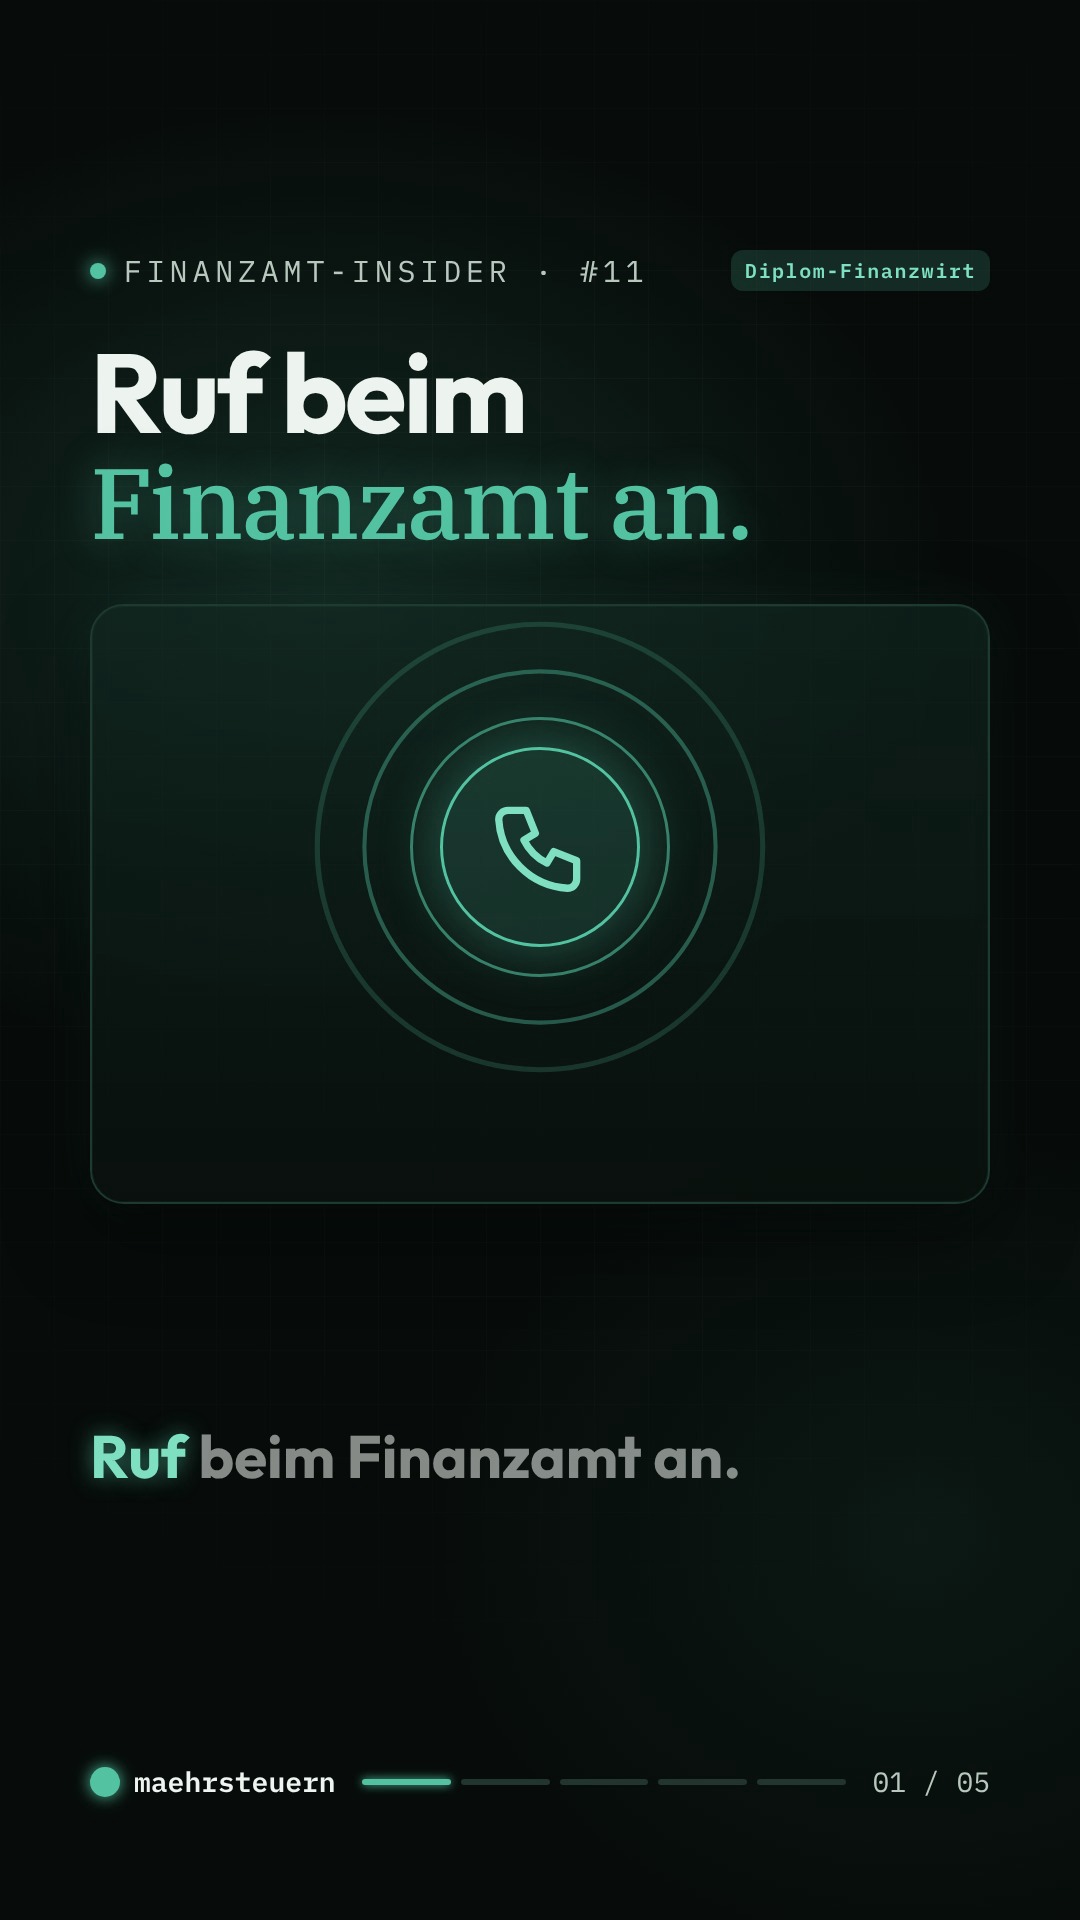 FINANZAMT-INSIDER · #11
Diplom-Finanzwirt
Ruf beim
Finanzamt an.
Ruf beim Finanzamt an.
maehrsteuern
01 / 05